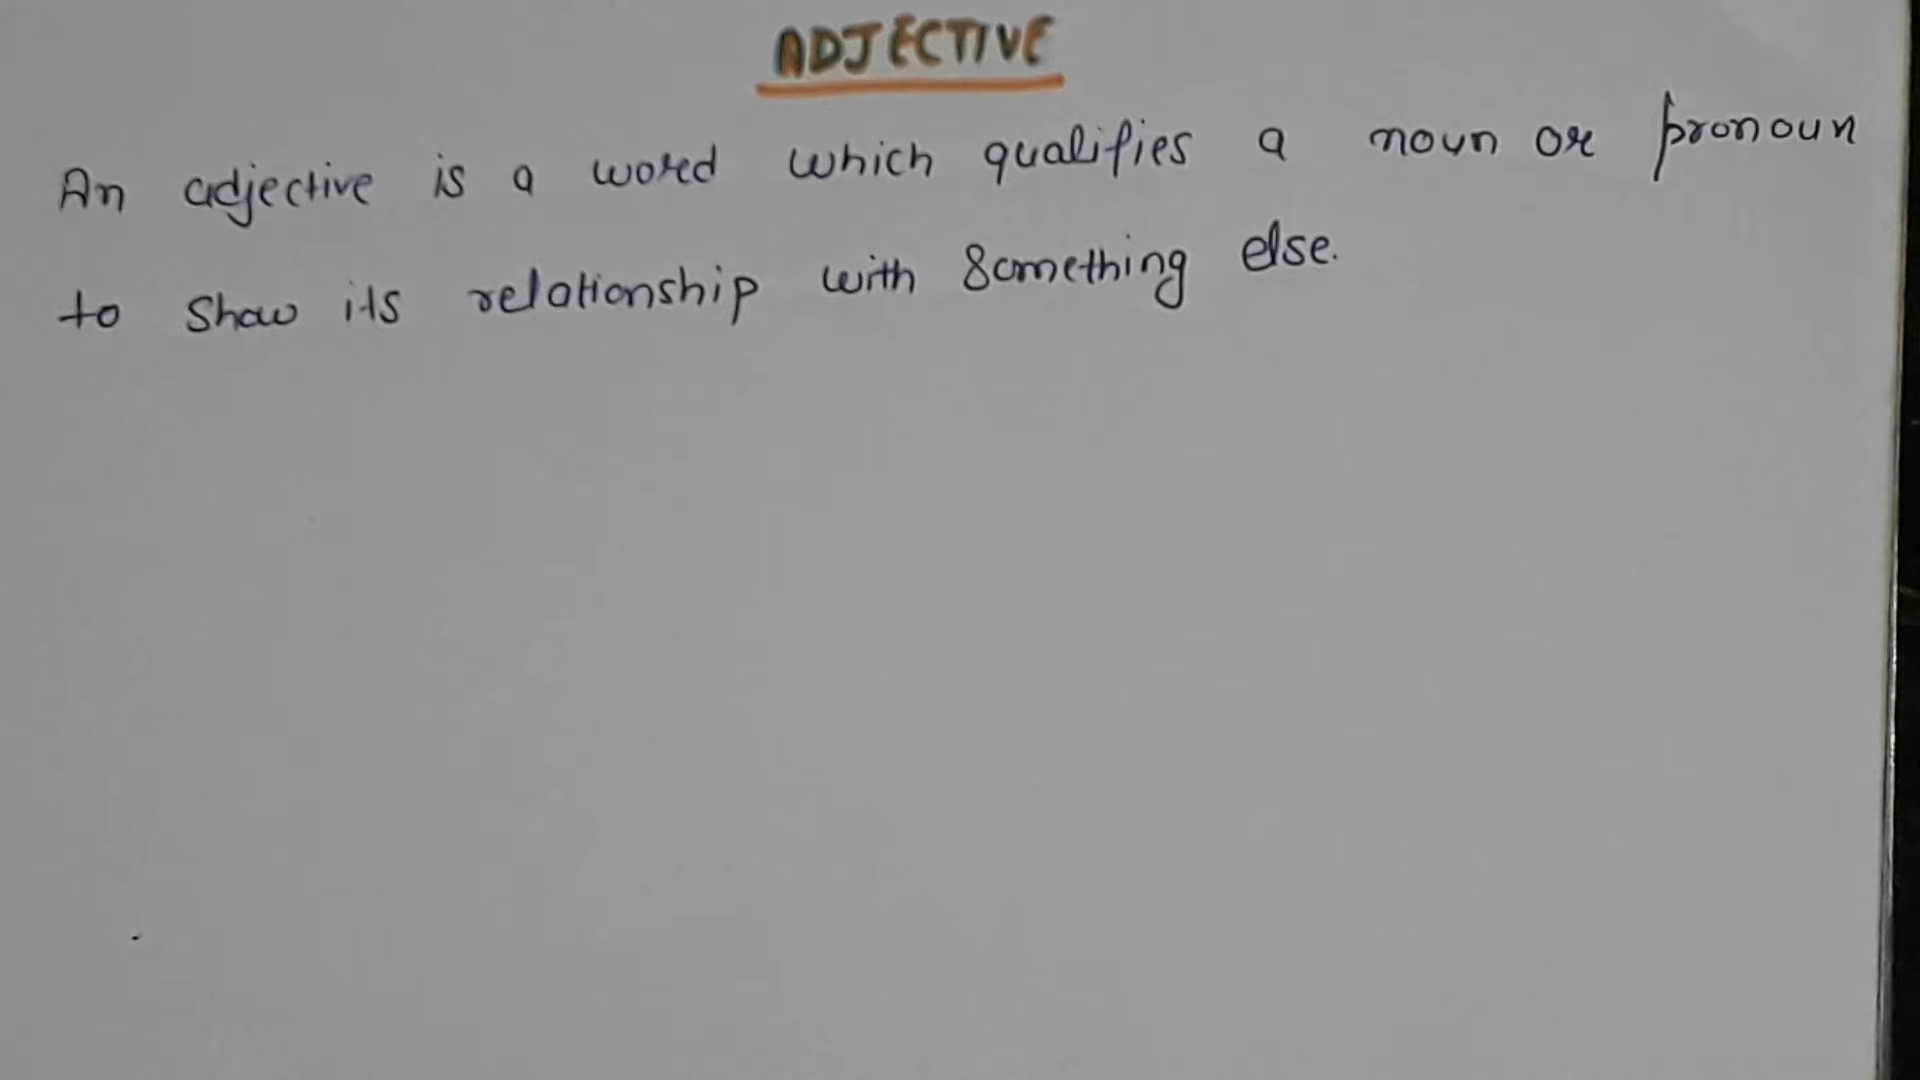 ADJECTIVE
An adjective is a word which qualifies a noun or pronoun
to show its relationship with something else.